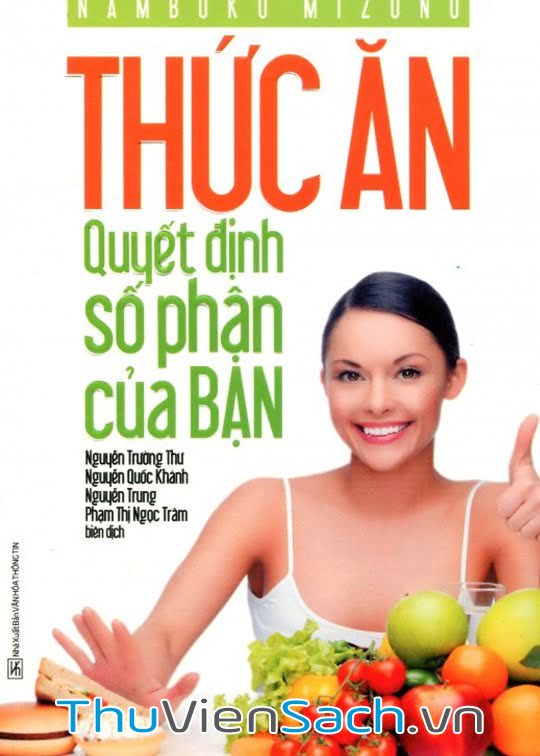 NAMBOKU MIZUNO
THỨC ĂN
Quyết định
số phận
của BẠN
Nguyễn Trường Thư
Nguyễn Quốc Khánh
Nguyễn Trung
Phạm Thị Ngọc Trâm
biên dịch
Nhà Xuất Bản VĂN HÓA THÔNG TIN
ThuVienSach.vn